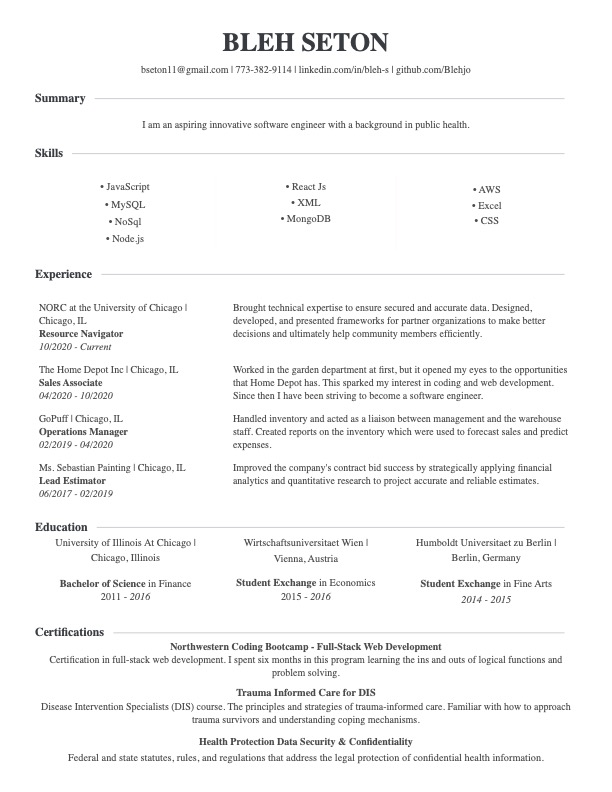 BLEH SETON
bseton11@gmail.com | 773-382-9114 | linkedin.com/in/bleh-s | github.com/Blehjo
Summary
I am an aspiring innovative software engineer with a background in public health.
Skills
• JavaScript
• MySQL
• NoSql
• Node.js
• React Js
• XML
• MongoDB
• AWS
• Excel
• CSS
Experience
NORC at the University of Chicago |
Chicago, IL
Resource Navigator
10/2020 - Current
Brought technical expertise to ensure secured and accurate data. Designed,
developed, and presented frameworks for partner organizations to make better
decisions and ultimately help community members efficiently.
The Home Depot Inc | Chicago, IL
Sales Associate
04/2020 - 10/2020
Worked in the garden department at first, but it opened my eyes to the opportunities
that Home Depot has. This sparked my interest in coding and web development.
Since then I have been striving to become a software engineer.
GoPuff | Chicago, IL
Operations Manager
02/2019 - 04/2020
Handled inventory and acted as a liaison between management and the warehouse
staff. Created reports on the inventory which were used to forecast sales and predict
expenses.
Ms. Sebastian Painting | Chicago, IL
Lead Estimator
06/2017 - 02/2019
Improved the company's contract bid success by strategically applying financial
analytics and quantitative research to project accurate and reliable estimates.
Education
University of Illinois At Chicago |
Chicago, Illinois
Bachelor of Science in Finance
2011 - 2016
Wirtschaftsuniversitaet Wien |
Vienna, Austria
Student Exchange in Economics
2015 - 2016
Humboldt Universitaet zu Berlin |
Berlin, Germany
Student Exchange in Fine Arts
2014 - 2015
Certifications
Northwestern Coding Bootcamp - Full-Stack Web Development
Certification in full-stack web development. I spent six months in this program learning the ins and outs of logical functions and
problem solving.
Trauma Informed Care for DIS
Disease Intervention Specialists (DIS) course. The principles and strategies of trauma-informed care. Familiar with how to approach
trauma survivors and understanding coping mechanisms.
Health Protection Data Security & Confidentiality
Federal and state statutes, rules, and regulations that address the legal protection of confidential health information.